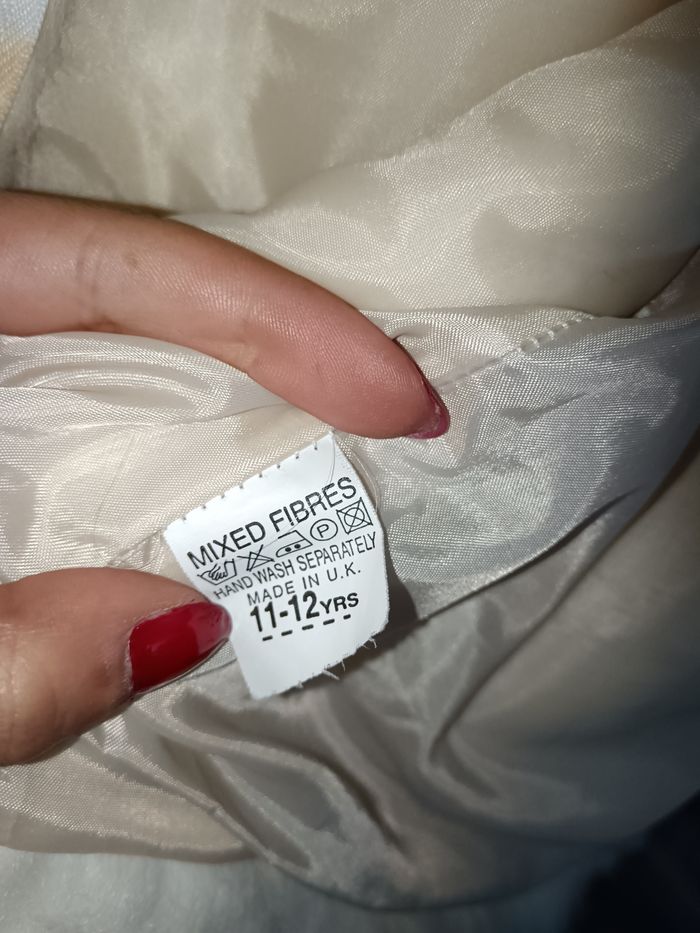 MIXED FIBRES
P
HAND WASH SEPARATELY
MADE IN U.K.
11-12YRS